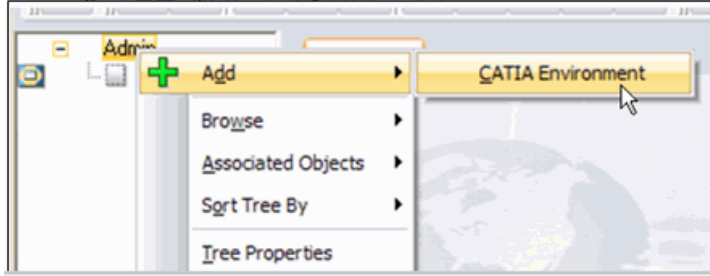 Admin
Add
CATIA Environment
Browse
Associated Objects
Sort Tree By
Tree Properties